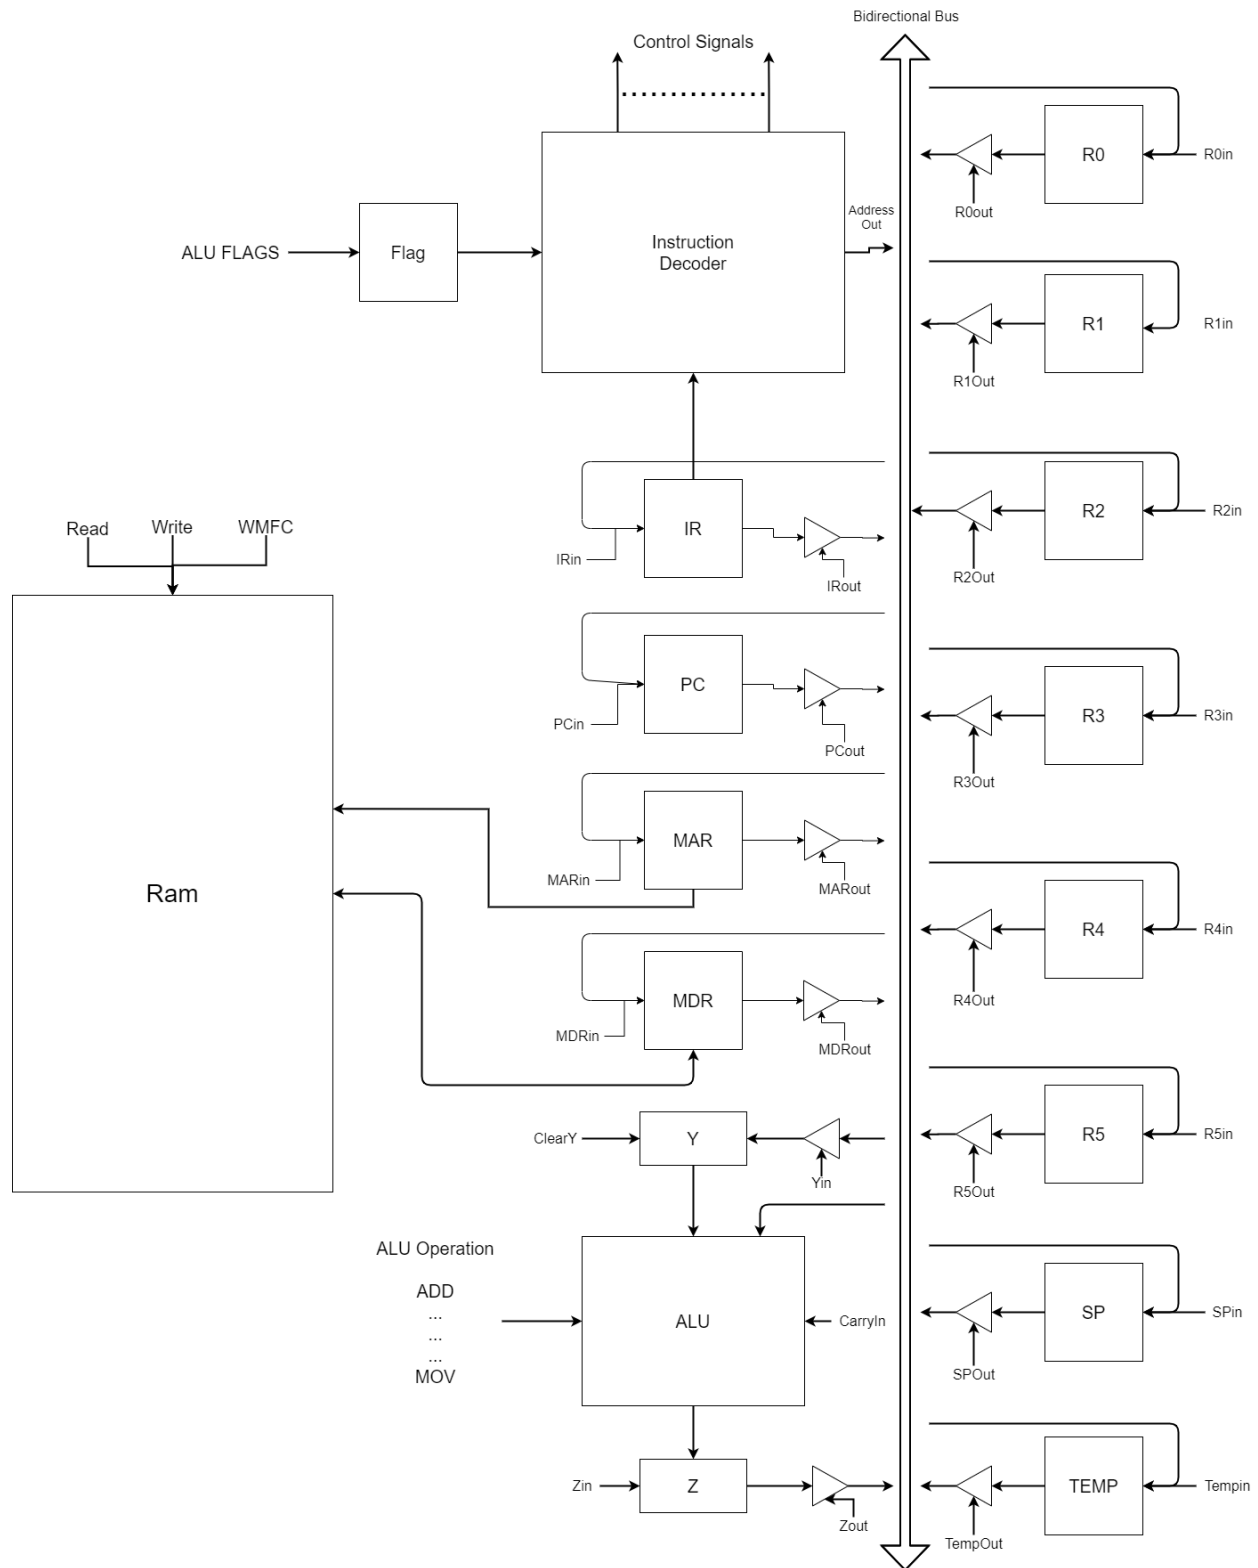 Bidirectional Bus
Control Signals
R0
R0in
R0out
Address
Out
ALU FLAGS
Flag
Instruction
Decoder
R1
R1in
R1Out
Read
Write
WMFC
IR
IRin
IRout
R2
R2in
R2Out
PC
PCin
PCout
R3
R3in
R3Out
Ram
MAR
MARin
MARout
R4
R4in
R4Out
MDR
MDRin
MDRout
ClearY
Y
Yin
R5
R5in
R5Out
ALU Operation
ADD
...
...
...
MOV
ALU
CarryIn
SP
SPin
SPOut
Zin
Z
Zout
TEMP
Tempin
TempOut